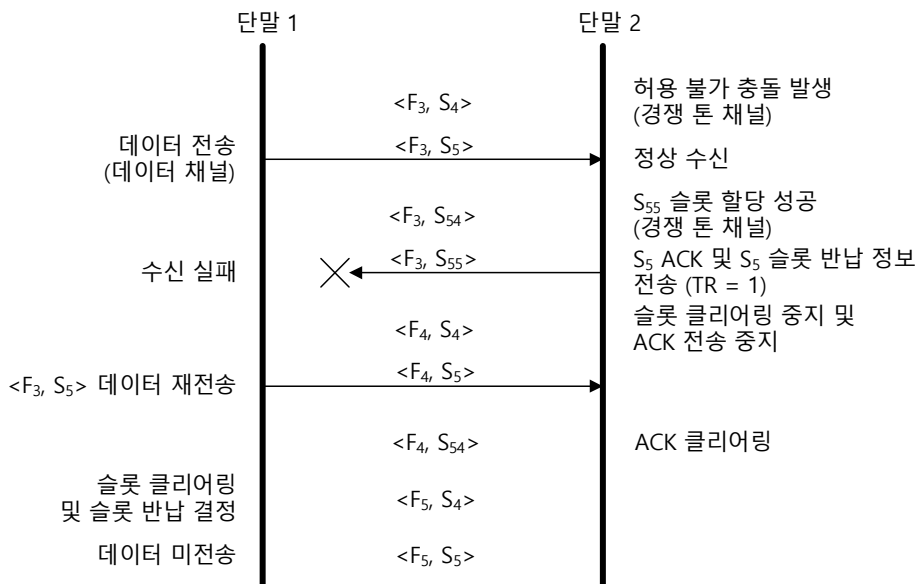 단말 1 단말 2
<F₃, S₄> 허용 불가 충돌 발생
(경쟁 톤 채널)
데이터 전송
(데이터 채널)
<F₃, S₅> 정상 수신
<F₃, S₅₄> S₅₅ 슬롯 할당 성공
(경쟁 톤 채널)
수신 실패 <F₃, S₅₅> S₅ ACK 및 S₅ 슬롯 반납 정보
전송 (TR = 1)
<F₄, S₄> 슬롯 클리어링 중지 및
ACK 전송 중지
<F₃, S₅> 데이터 재전송 <F₄, S₅>
<F₄, S₅₄> ACK 클리어링
슬롯 클리어링
및 슬롯 반납 결정
<F₅, S₄>
데이터 미전송 <F₅, S₅>